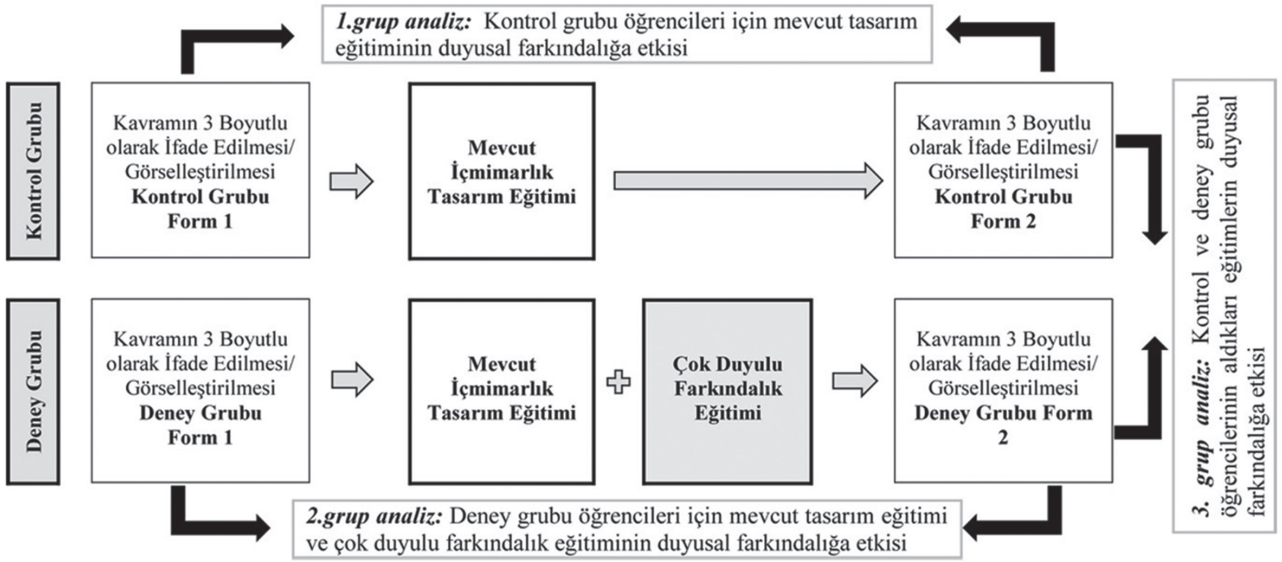 1.grup analiz: Kontrol grubu öğrencileri için mevcut tasarım
eğitiminin duyusal farkındalığa etkisi
Kontrol Grubu
Kavramın 3 Boyutlu
olarak İfade Edilmesi/
Görselleştirilmesi
Kontrol Grubu
Form 1
Mevcut
İçmimarlık
Tasarım Eğitimi
Kavramın 3 Boyutlu
olarak İfade Edilmesi/
Görselleştirilmesi
Kontrol Grubu
Form 2
Deney Grubu
Kavramın 3 Boyutlu
olarak İfade Edilmesi/
Görselleştirilmesi
Deney Grubu
Form 1
Mevcut
İçmimarlık
Tasarım Eğitimi
Çok Duyulu
Farkındalık
Eğitimi
Kavramın 3 Boyutlu
olarak İfade Edilmesi/
Görselleştirilmesi
Deney Grubu Form
2
2.grup analiz: Deney grubu öğrencileri için mevcut tasarım eğitimi
ve çok duyulu farkındalık eğitiminin duyusal farkındalığa etkisi
3. grup analiz: Kontrol ve deney grubu
öğrencilerinin aldıkları eğitimlerin duyusal
farkındalığa etkisi